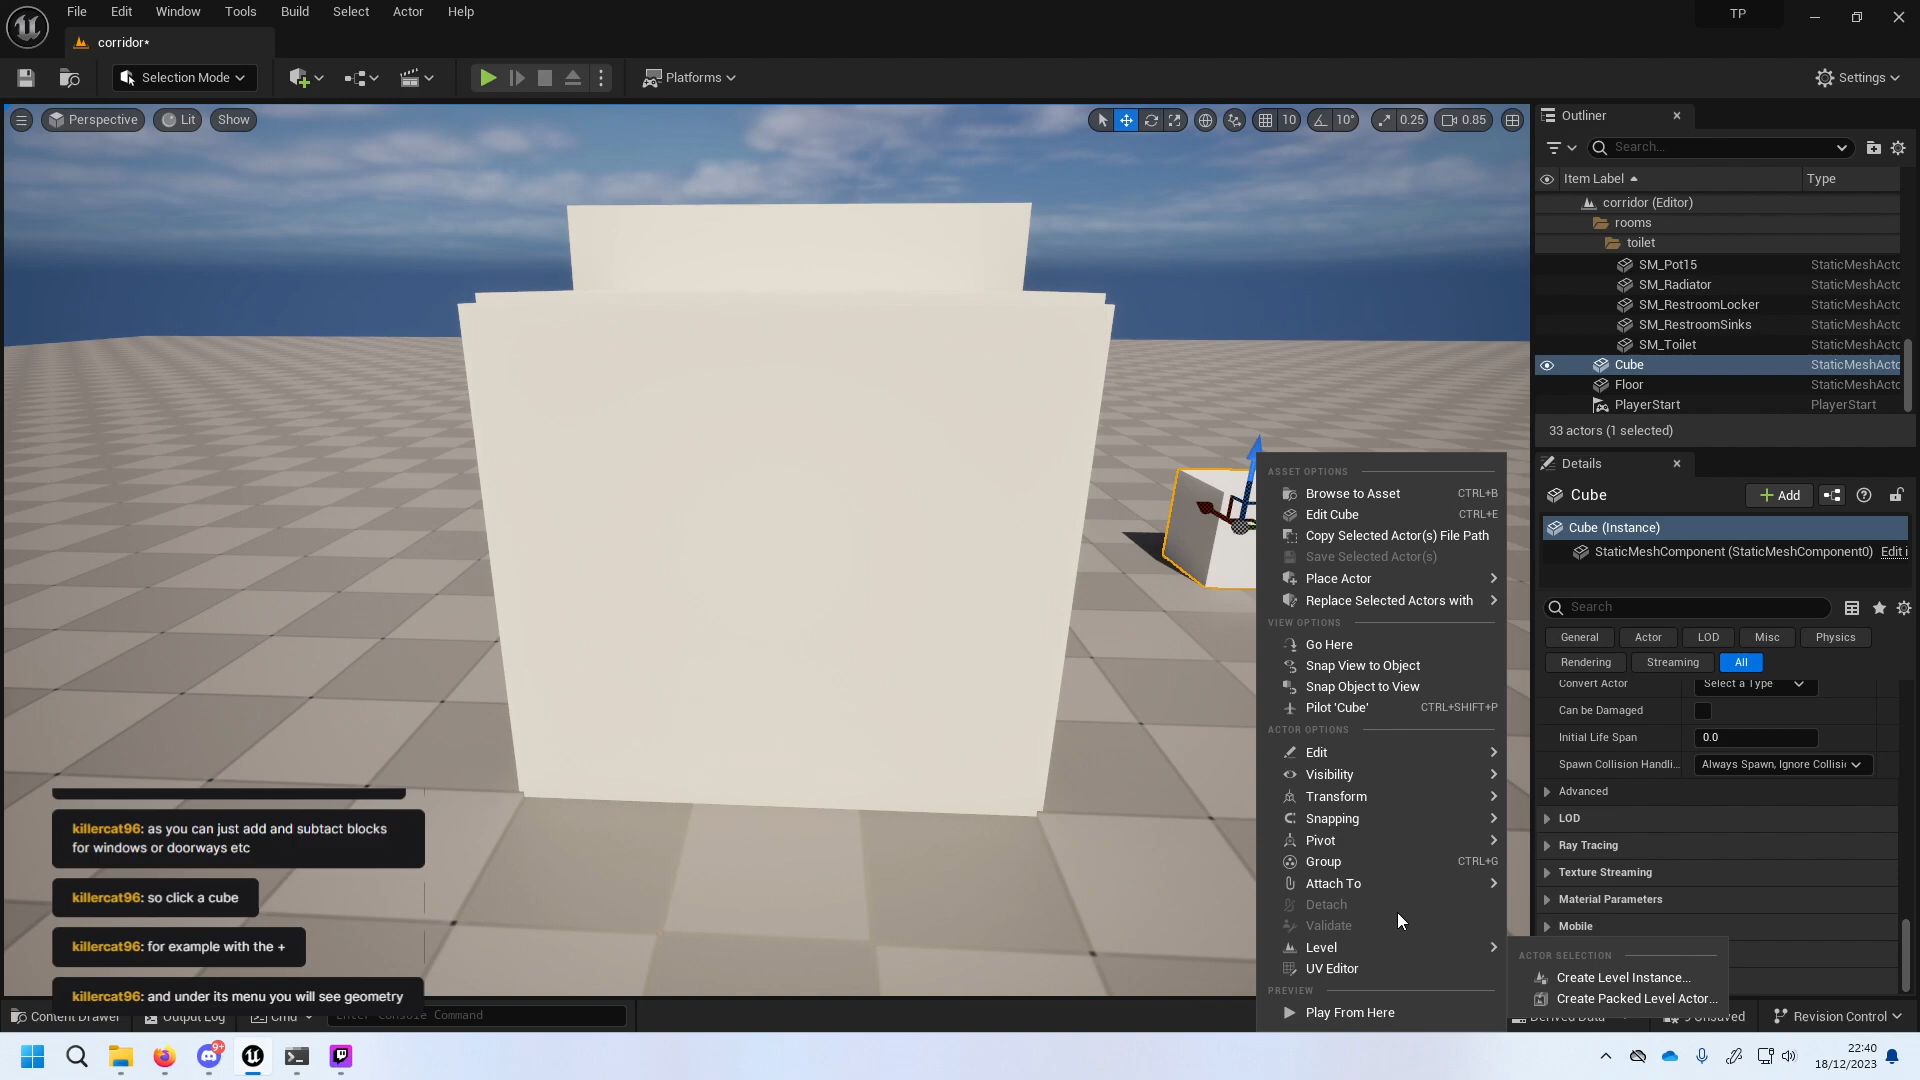 File Edit Window Tools Build Select Actor Help
TP
corridor*
Selection Mode
Platforms
Settings
Perspective
Lit
Show
10
10°
0.25
0.85
Outliner
Search...
Item Label
Type
corridor (Editor)
rooms
toilet
SM_Pot15 StaticMeshActo
SM_Radiator StaticMeshActo
SM_RestroomLocker StaticMeshActo
SM_RestroomSinks StaticMeshActo
SM_Toilet StaticMeshActo
Cube StaticMeshActo
Floor StaticMeshActo
PlayerStart PlayerStart
33 actors (1 selected)
Details
Cube
Add
Cube (Instance)
StaticMeshComponent (StaticMeshComponent0) Edit i
Search
General Actor LOD Misc Physics
Rendering Streaming All
Convert Actor Select a Type
Can be Damaged
Initial Life Span 0.0
Spawn Collision Handli... Always Spawn, Ignore Collisi
Advanced
LOD
Ray Tracing
Texture Streaming
Material Parameters
Mobile
ASSET OPTIONS
Browse to Asset CTRL+B
Edit Cube CTRL+E
Copy Selected Actor(s) File Path
Save Selected Actor(s)
Place Actor
Replace Selected Actors with
VIEW OPTIONS
Go Here
Snap View to Object
Snap Object to View
Pilot 'Cube' CTRL+SHIFT+P
ACTOR OPTIONS
Edit
Visibility
Transform
Snapping
Pivot
Group CTRL+G
Attach To
Detach
Validate
Level
UV Editor
PREVIEW
Play From Here
ACTOR SELECTION
Create Level Instance...
Create Packed Level Actor...
killercat96: as you can just add and subtact blocks
for windows or doorways etc
killercat96: so click a cube
killercat96: for example with the +
killercat96: and under its menu you will see geometry
Content Drawer
Output Log
Cmd
Enter Console Command
Derived Data
9 Unsaved
Revision Control
9+
22:40
18/12/2023